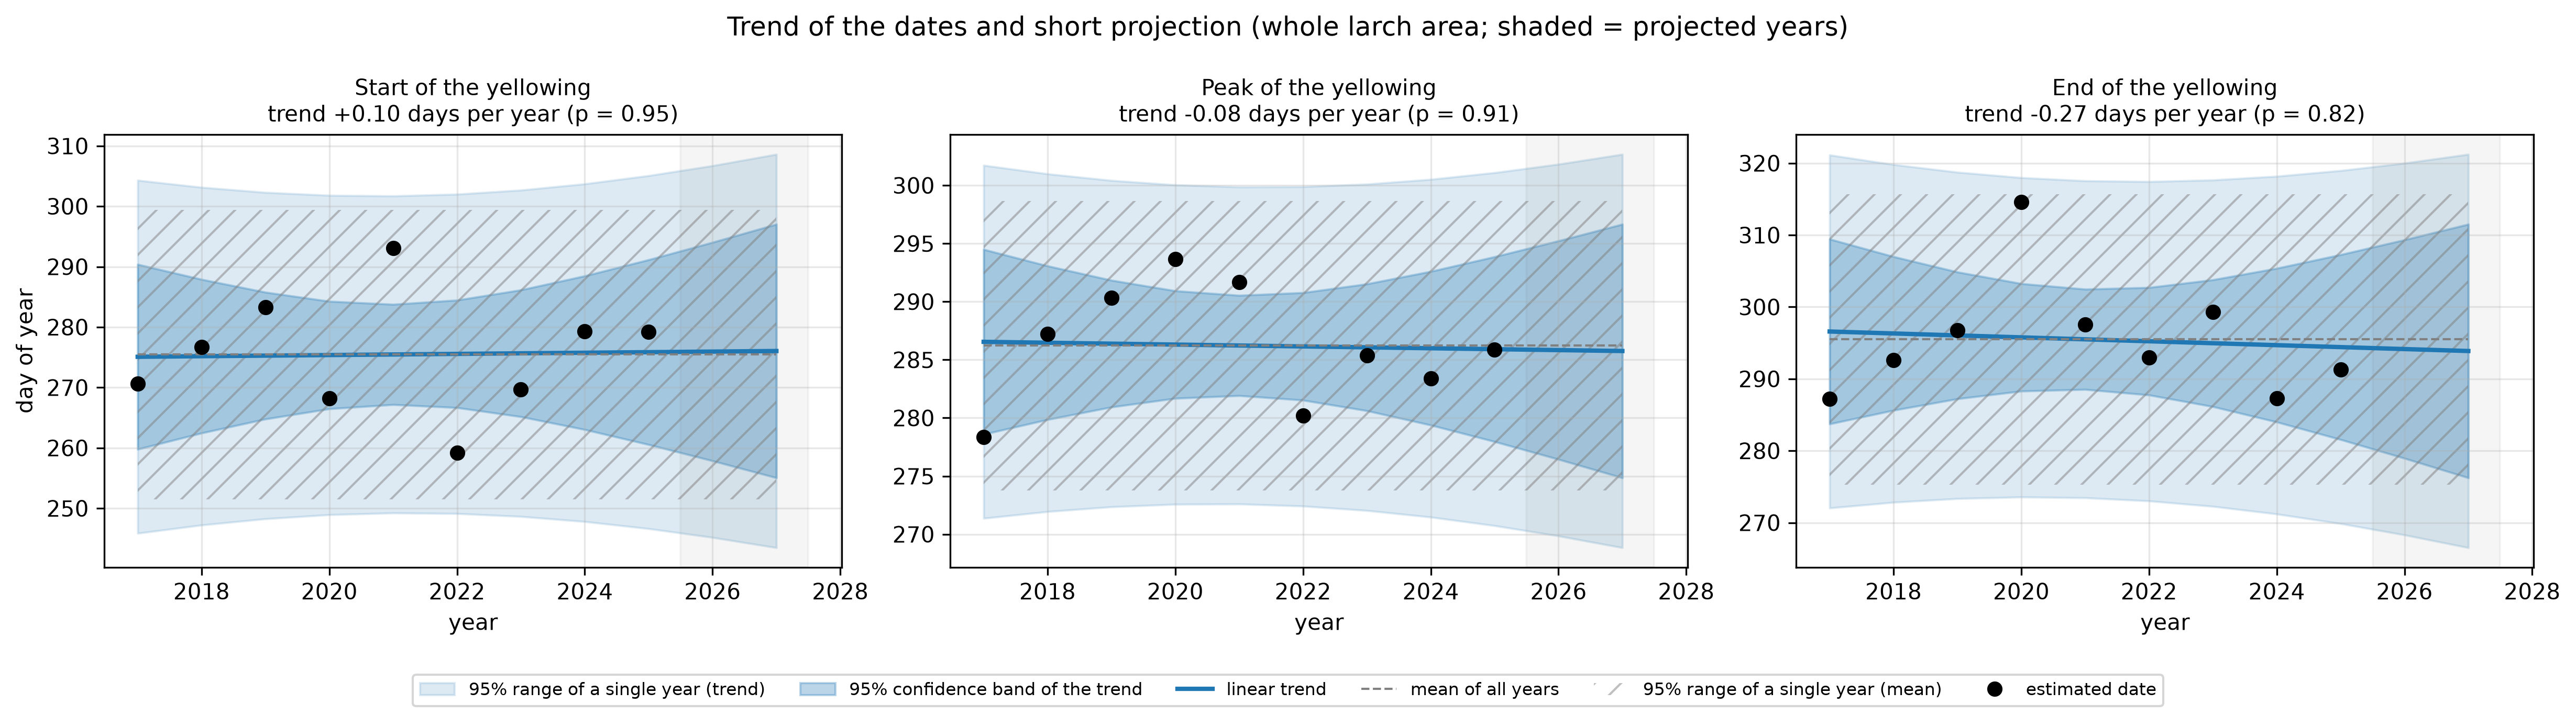 Trend of the dates and short projection (whole larch area; shaded = projected years)
Start of the yellowing
trend +0.10 days per year (p = 0.95)
310
300
290
280
270
260
250
day of year
2018 2020 2022 2024 2026 2028
year
Peak of the yellowing
trend -0.08 days per year (p = 0.91)
300
295
290
285
280
275
270
2018 2020 2022 2024 2026 2028
year
End of the yellowing
trend -0.27 days per year (p = 0.82)
320
310
300
290
280
270
2018 2020 2022 2024 2026 2028
year
95% range of a single year (trend) 95% confidence band of the trend linear trend mean of all years 95% range of a single year (mean) estimated date